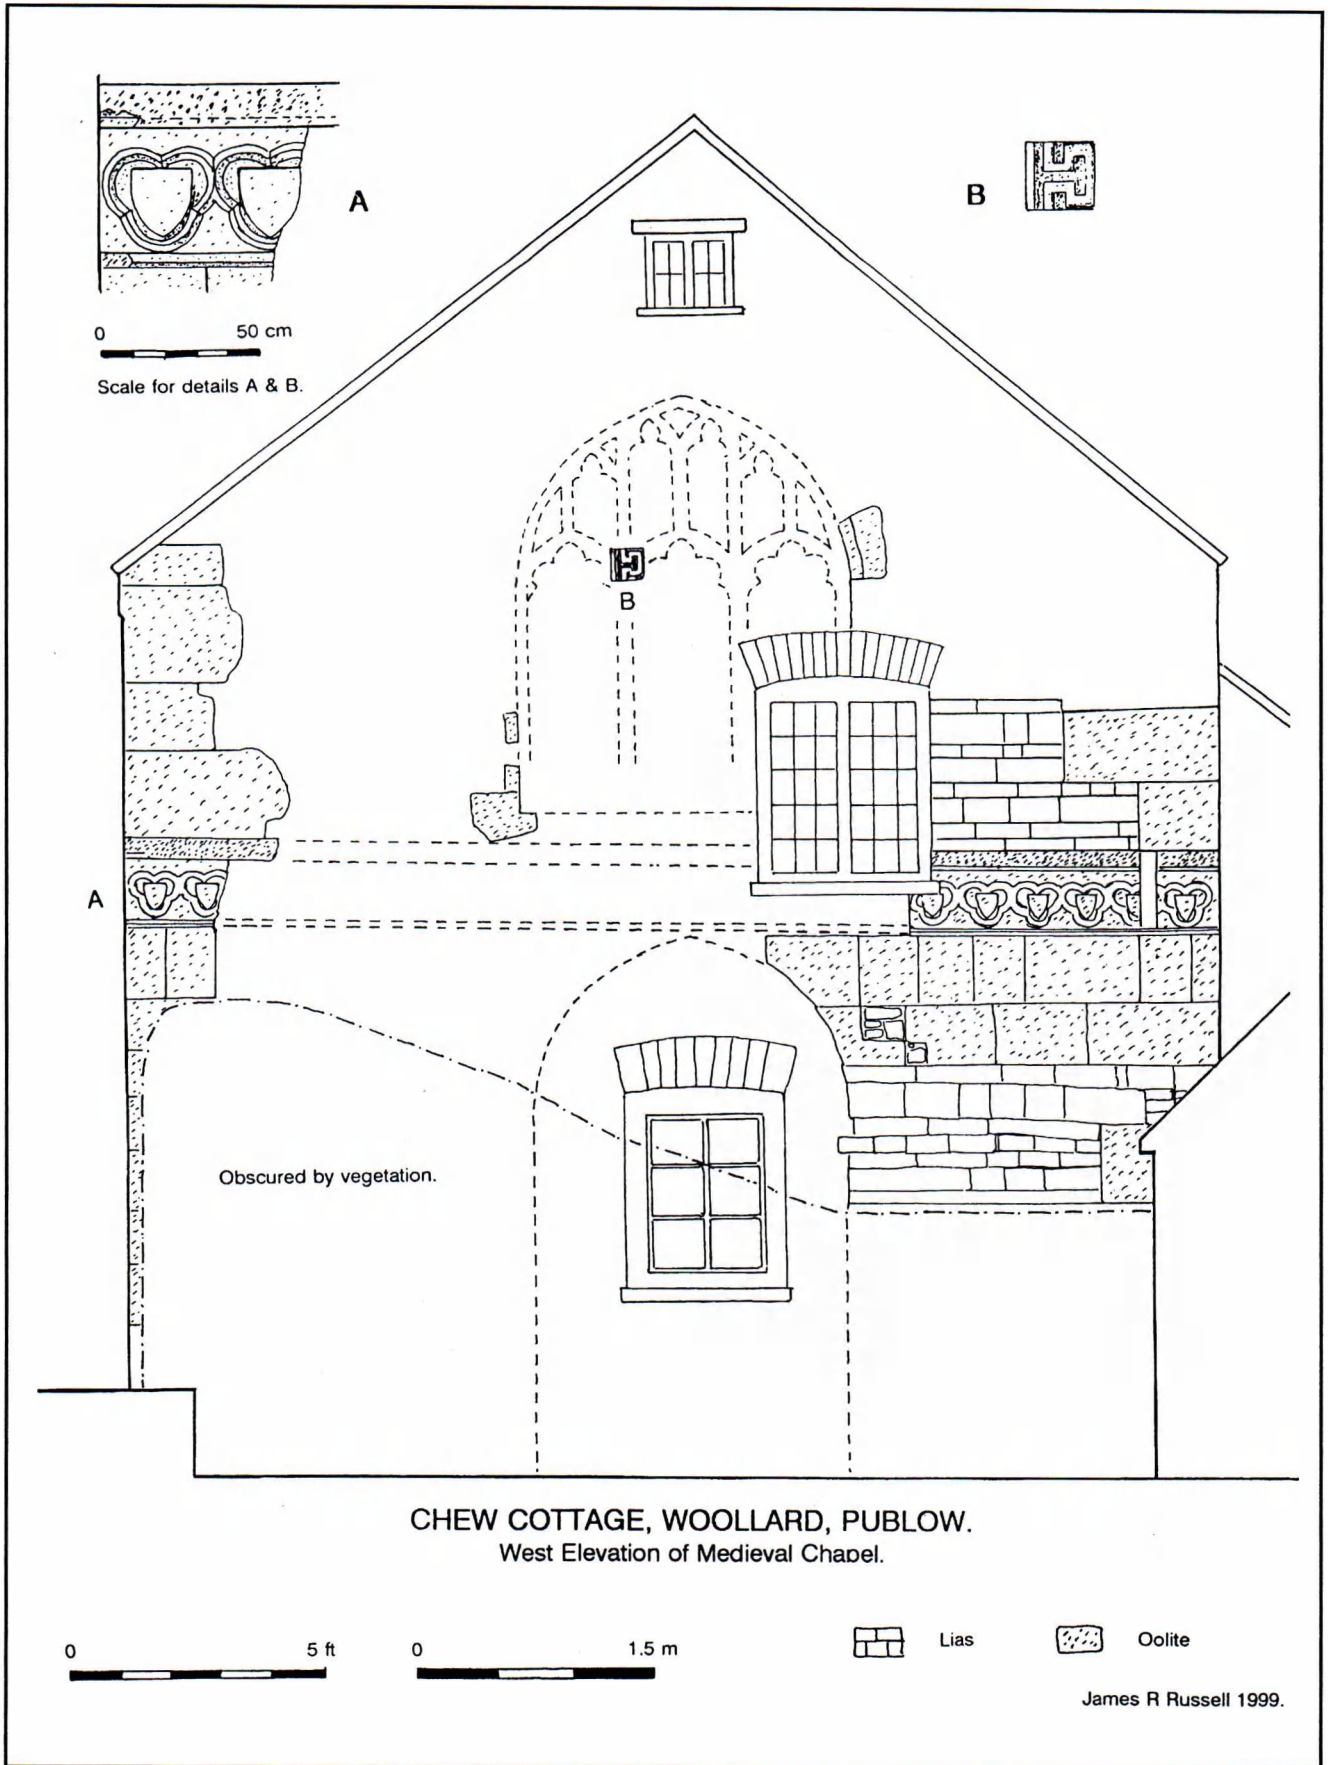 A
B
0 50 cm
Scale for details A & B.
B
A
Obscured by vegetation.
CHEW COTTAGE, WOOLLARD, PUBLOW.
West Elevation of Medieval Chapel.
0 5 ft 0 1.5 m
Lias Oolite
James R Russell 1999.